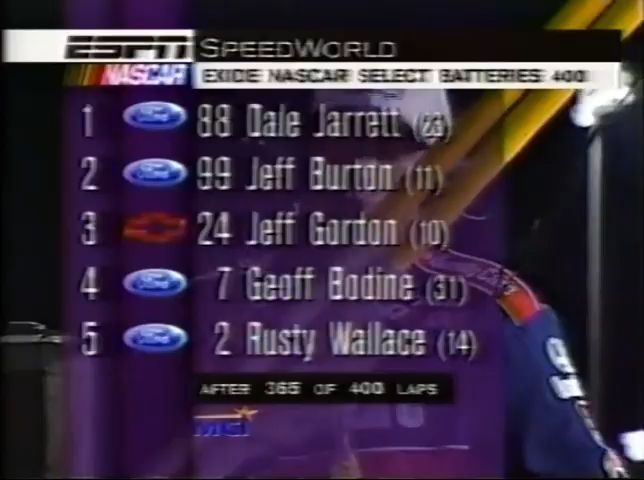 ESPN SPEEDWORLD
NASCAR EXIDE NASCAR SELECT BATTERIES 400
1 Ford 88 Dale Jarrett (23)
2 Ford 99 Jeff Burton (11)
3 24 Jeff Gordon (10)
4 Ford 7 Geoff Bodine (31)
5 Ford 2 Rusty Wallace (14)
AFTER 365 OF 400 LAPS
MCI